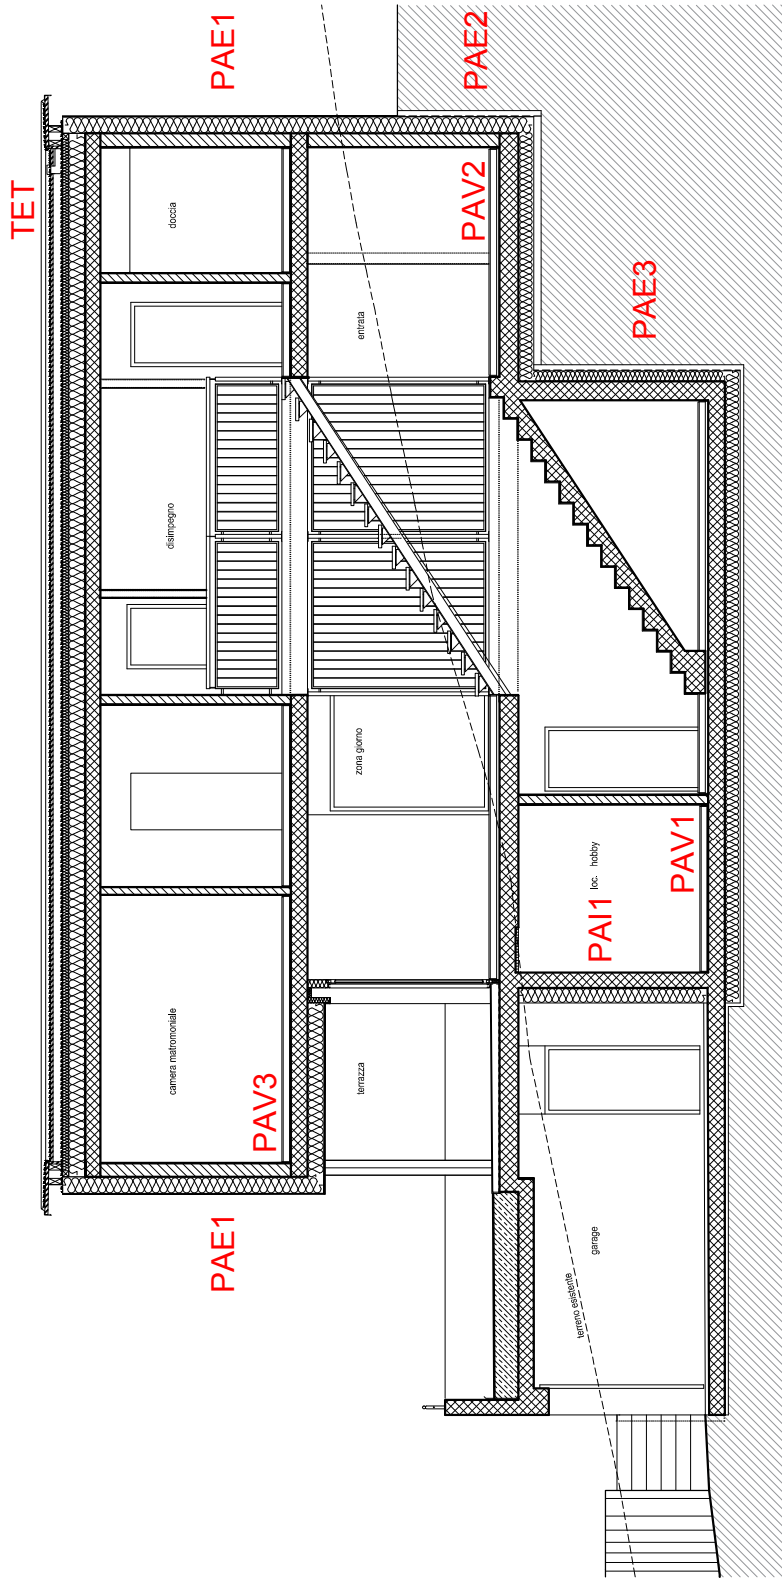 TET
PAE1
camera matromoniale
PAV3
disimpegno
doccia
PAE1
terrazza
zona giorno
entrata
PAV2
PAE2
terreno esistente
garage
PAI1
loc. hobby
PAV1
PAE3